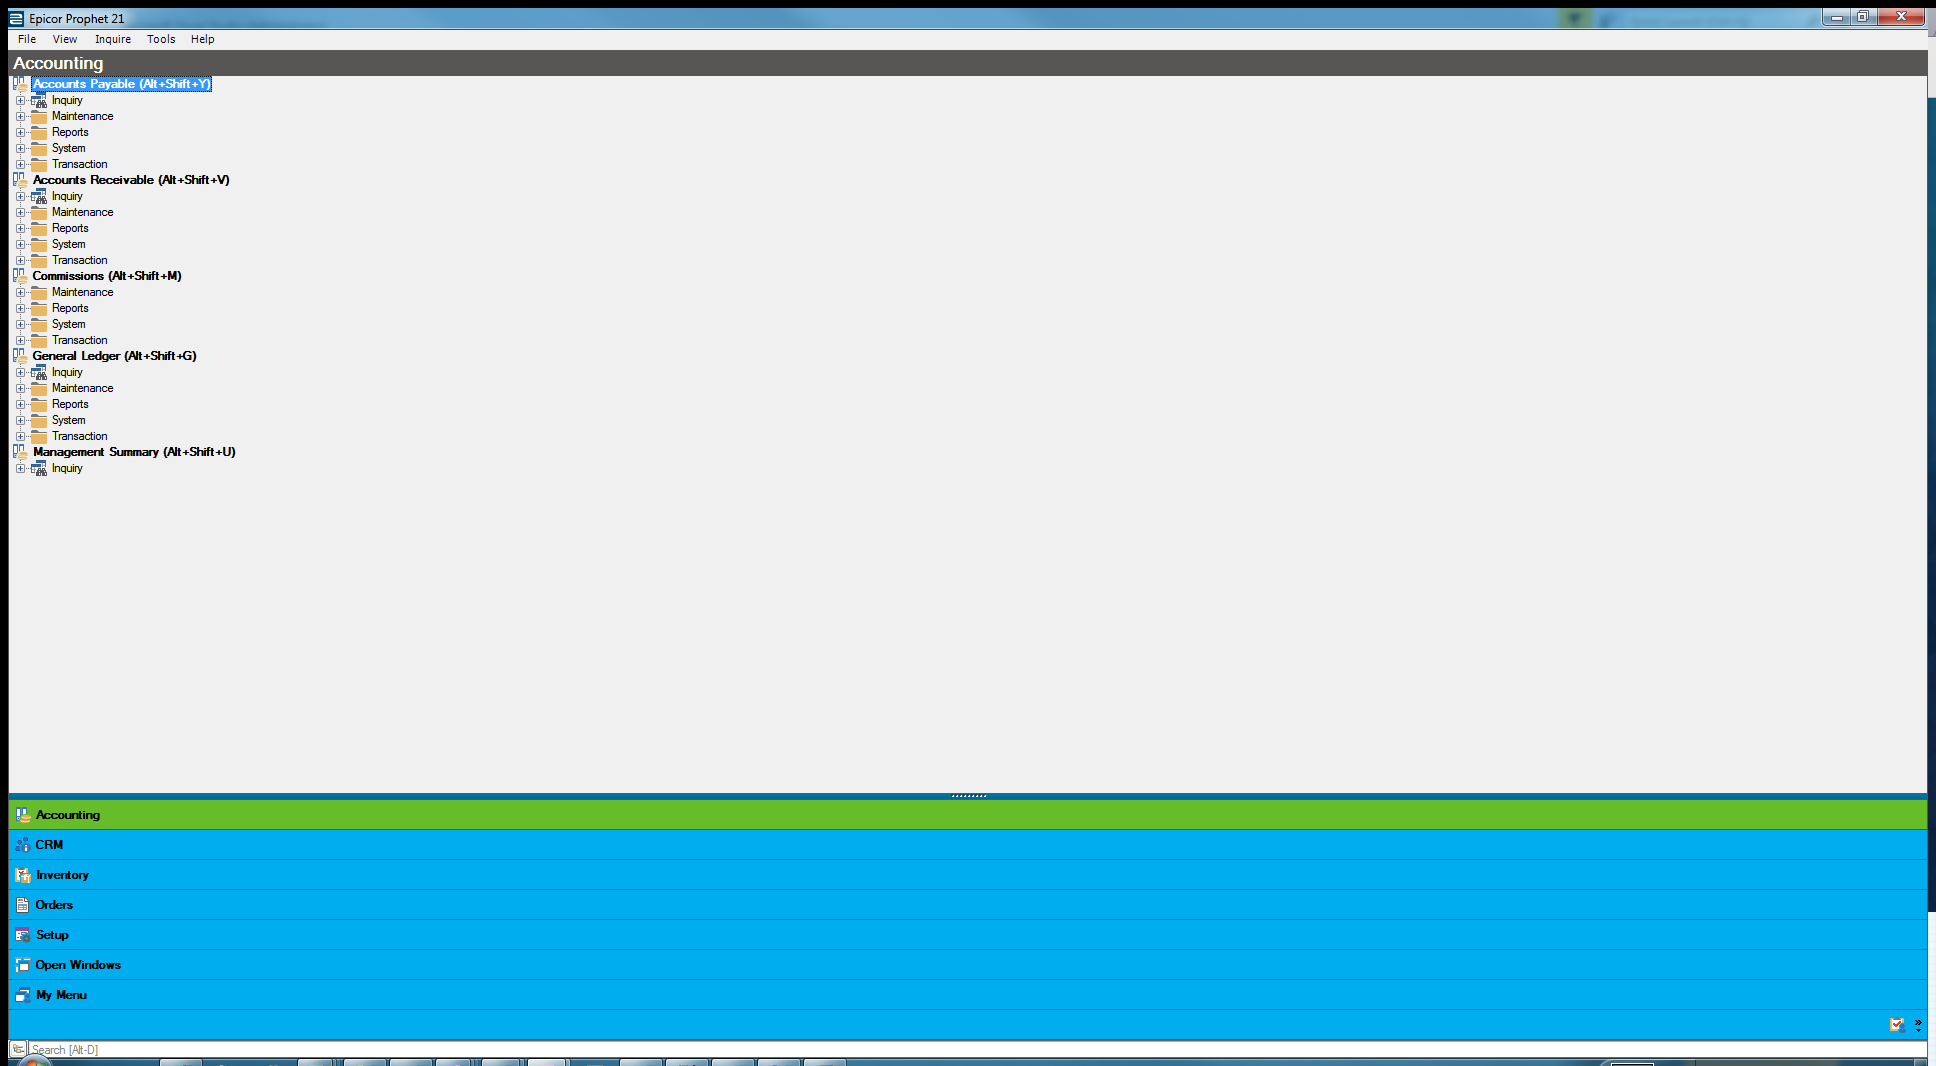 Epicor Prophet 21
File View Inquire Tools Help
Accounting
Accounts Payable (Alt+Shift+Y)
Inquiry
Maintenance
Reports
System
Transaction
Accounts Receivable (Alt+Shift+V)
Inquiry
Maintenance
Reports
System
Transaction
Commissions (Alt+Shift+M)
Maintenance
Reports
System
Transaction
General Ledger (Alt+Shift+G)
Inquiry
Maintenance
Reports
System
Transaction
Management Summary (Alt+Shift+U)
Inquiry
Accounting
CRM
Inventory
Orders
Setup
Open Windows
My Menu
Search [Alt-D]